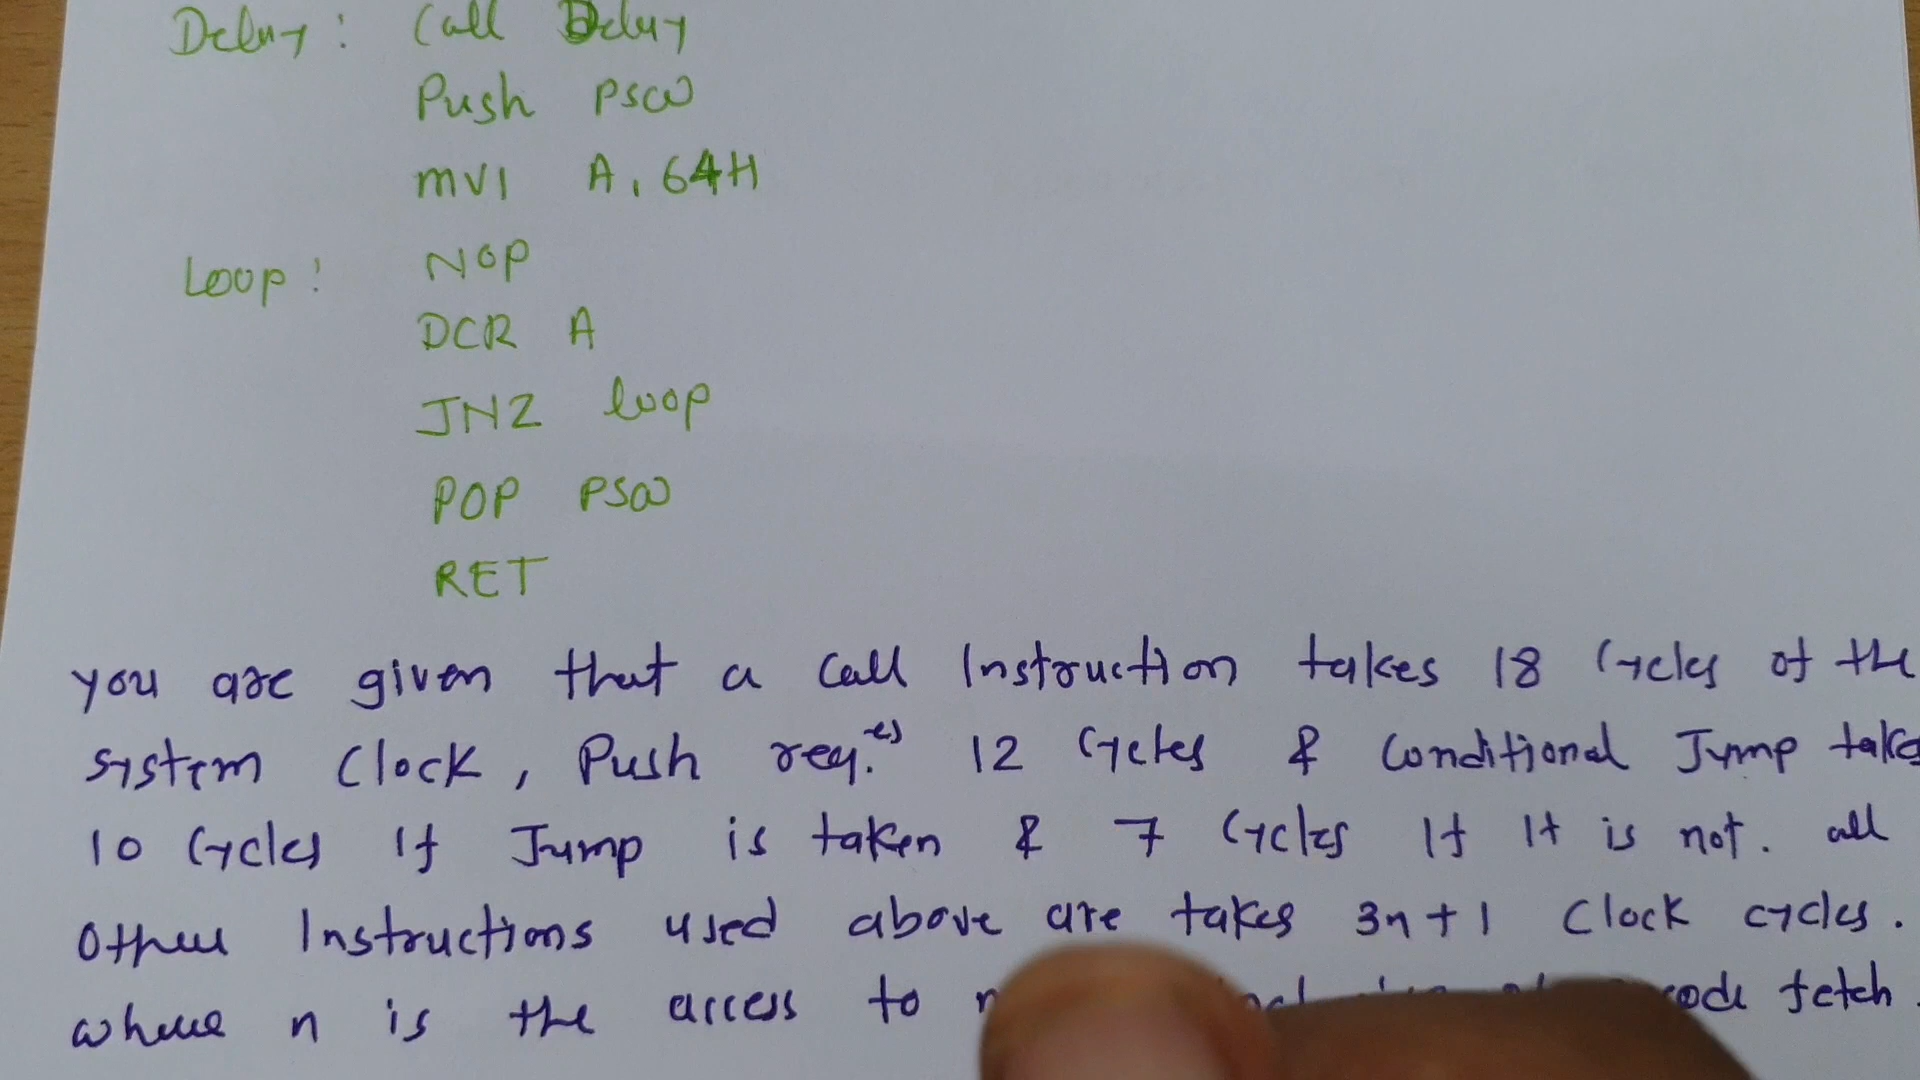 Delay: Call Delay
Push PSW
MVI A, 64H
Loop: NOP
DCR A
JNZ loop
POP PSW
RET
you are given that a Call Instruction takes 18 Cycles of the
system Clock, Push req.es 12 Cycles & Conditional Jump takes
10 Cycles If Jump is taken & 7 Cycles If It is not. all
Other Instructions used above are takes 3n+1 Clock cycles.
where n is the access to fetch.